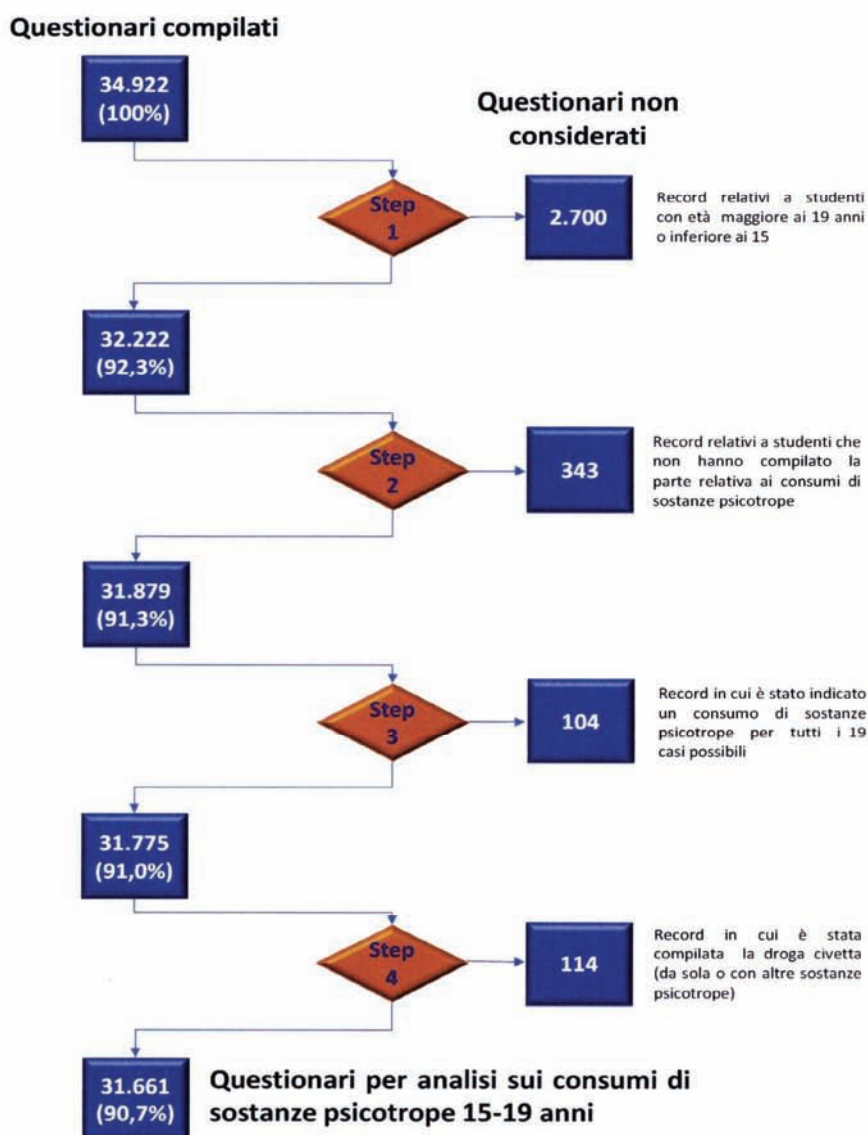 Questionari compilati
34.922
(100%)
Questionari non
considerati
Step
1
2.700
Record relativi a studenti
con età maggiore ai 19 anni
o inferiore ai 15
32.222
(92,3%)
Step
2
343
Record relativi a studenti che
non hanno compilato la
parte relativa ai consumi di
sostanze psicotrope
31.879
(91,3%)
Step
3
104
Record in cui è stato indicato
un consumo di sostanze
psicotrope per tutti i 19
casi possibili
31.775
(91,0%)
Step
4
114
Record in cui è stata
compilata la droga civetta
(da sola o con altre sostanze
psicotrope)
31.661
(90,7%)
Questionari per analisi sui consumi di
sostanze psicotrope 15-19 anni